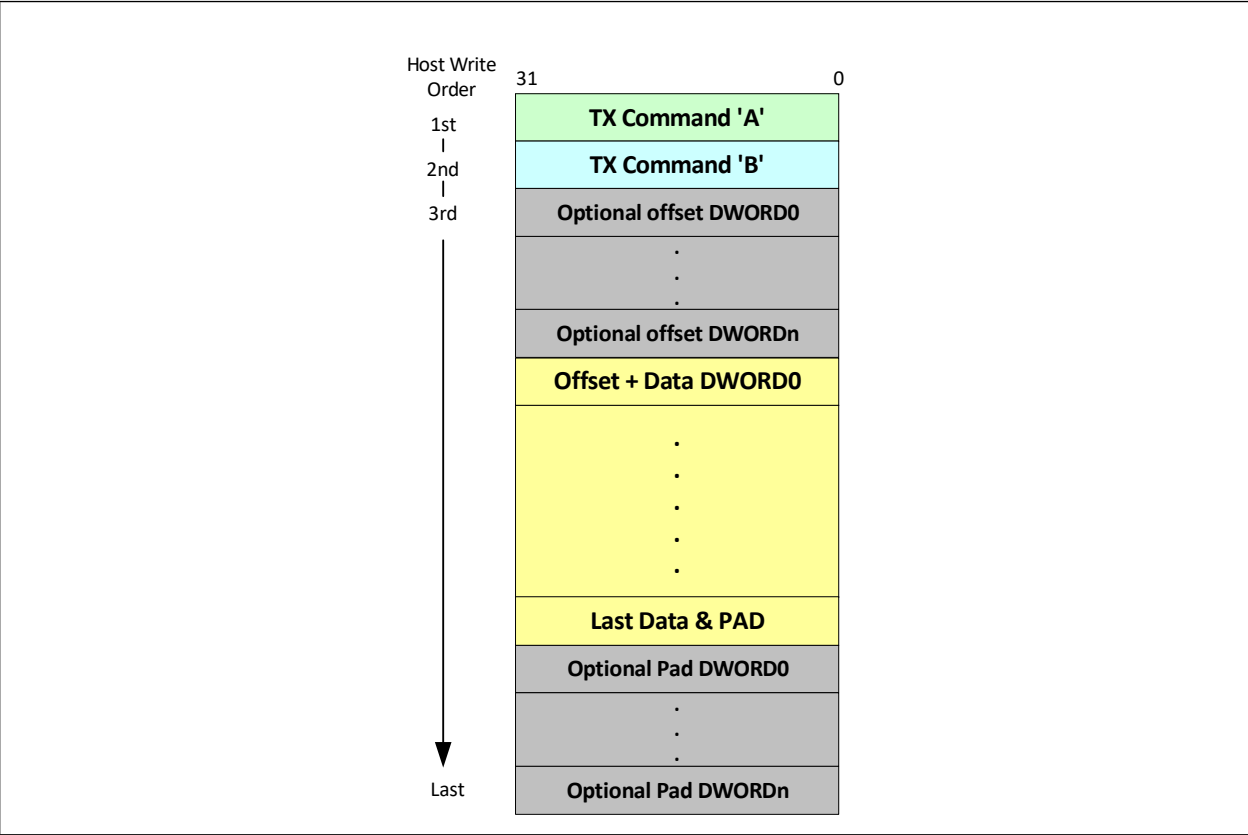 Host Write
Order
31 0
1st
TX Command 'A'
2nd
TX Command 'B'
3rd
Optional offset DWORD0
.
.
.
Optional offset DWORDn
Offset + Data DWORD0
.
.
.
.
.
Last Data & PAD
Optional Pad DWORD0
.
.
.
Last
Optional Pad DWORDn